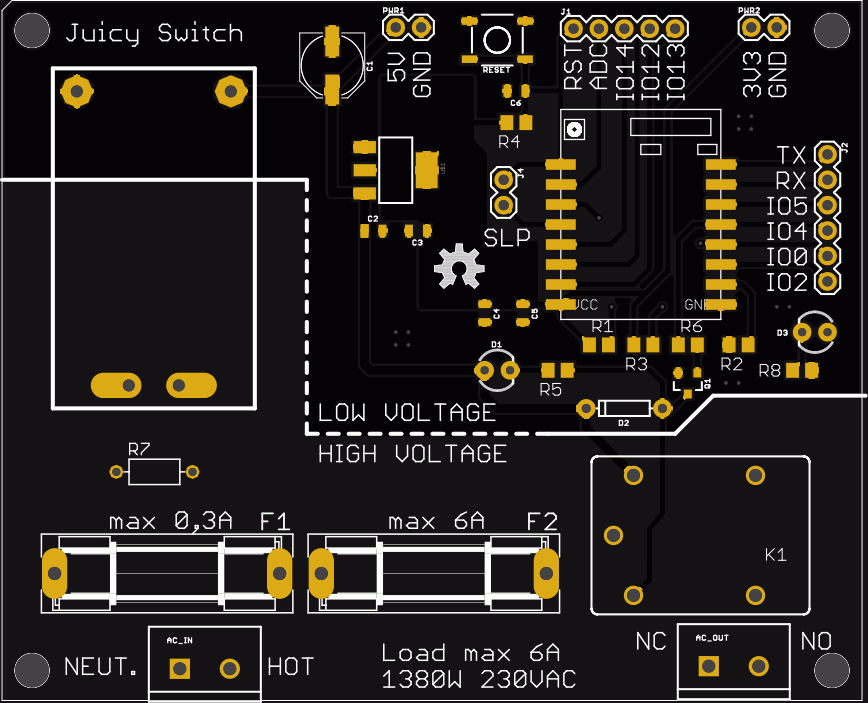 Juicy Switch
PWR1
5V
GND
C1
RESET
C6
R4
J1
RST
ADC
IO14
IO12
IO13
PWR2
3V3
GND
J2
TX
RX
IO5
IO4
IO0
IO2
J4
SLP
C2
C3
C4
C5
VCC
GND
R1
R3
R6
R2
D3
R8
D1
R5
Q1
D2
LOW VOLTAGE
HIGH VOLTAGE
R7
max 0,3A
F1
max 6A
F2
K1
NEUT.
AC_IN
HOT
Load max 6A
1380W 230VAC
NC
AC_OUT
NO